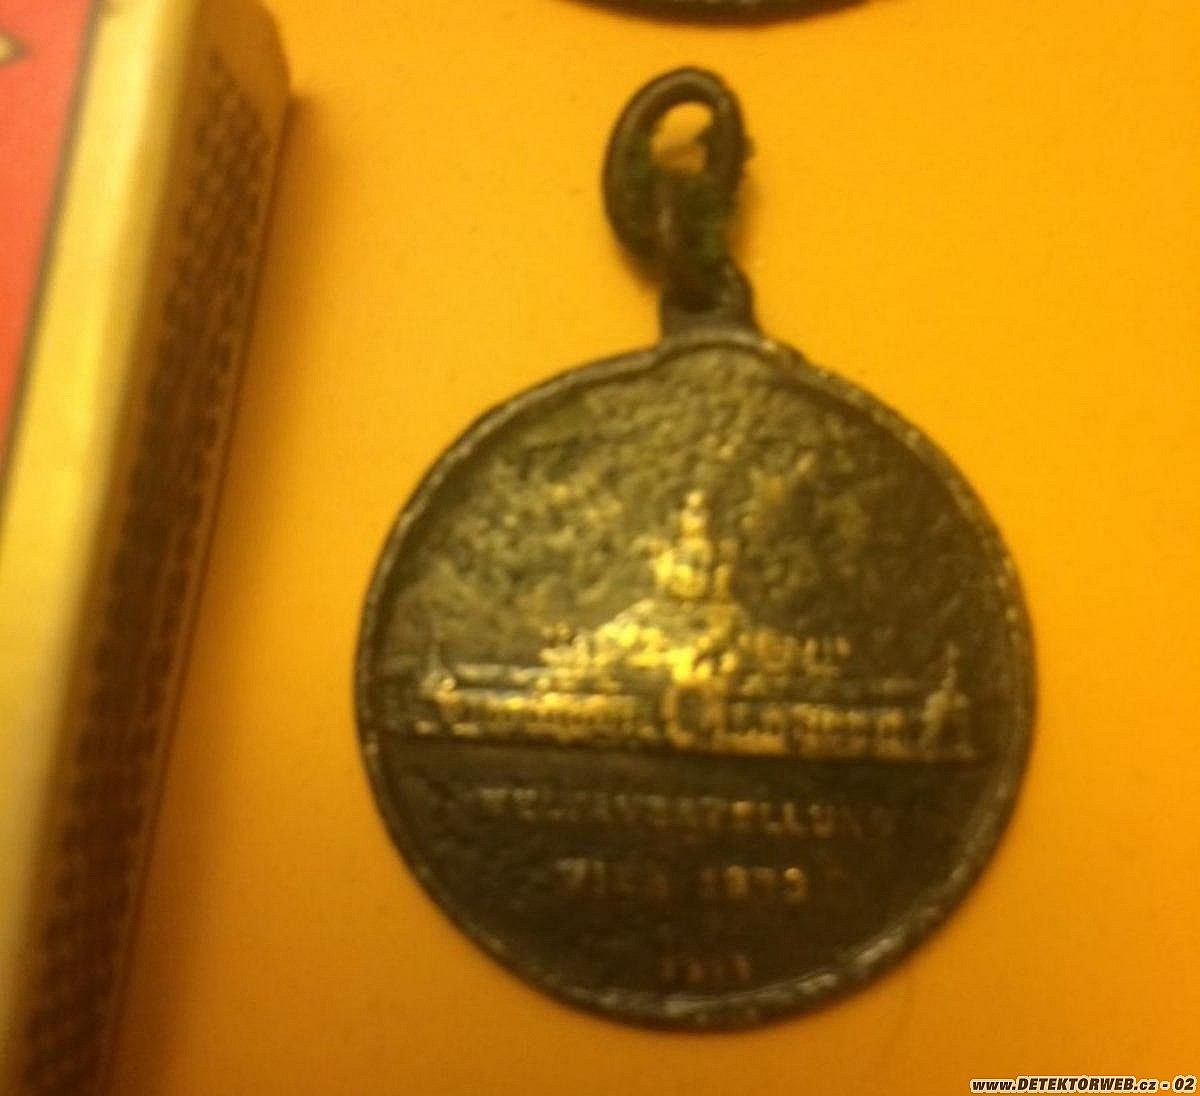 WELTAUSSTELLUNG
WIEN 1873
www.DETEKTORWEB.cz - 02